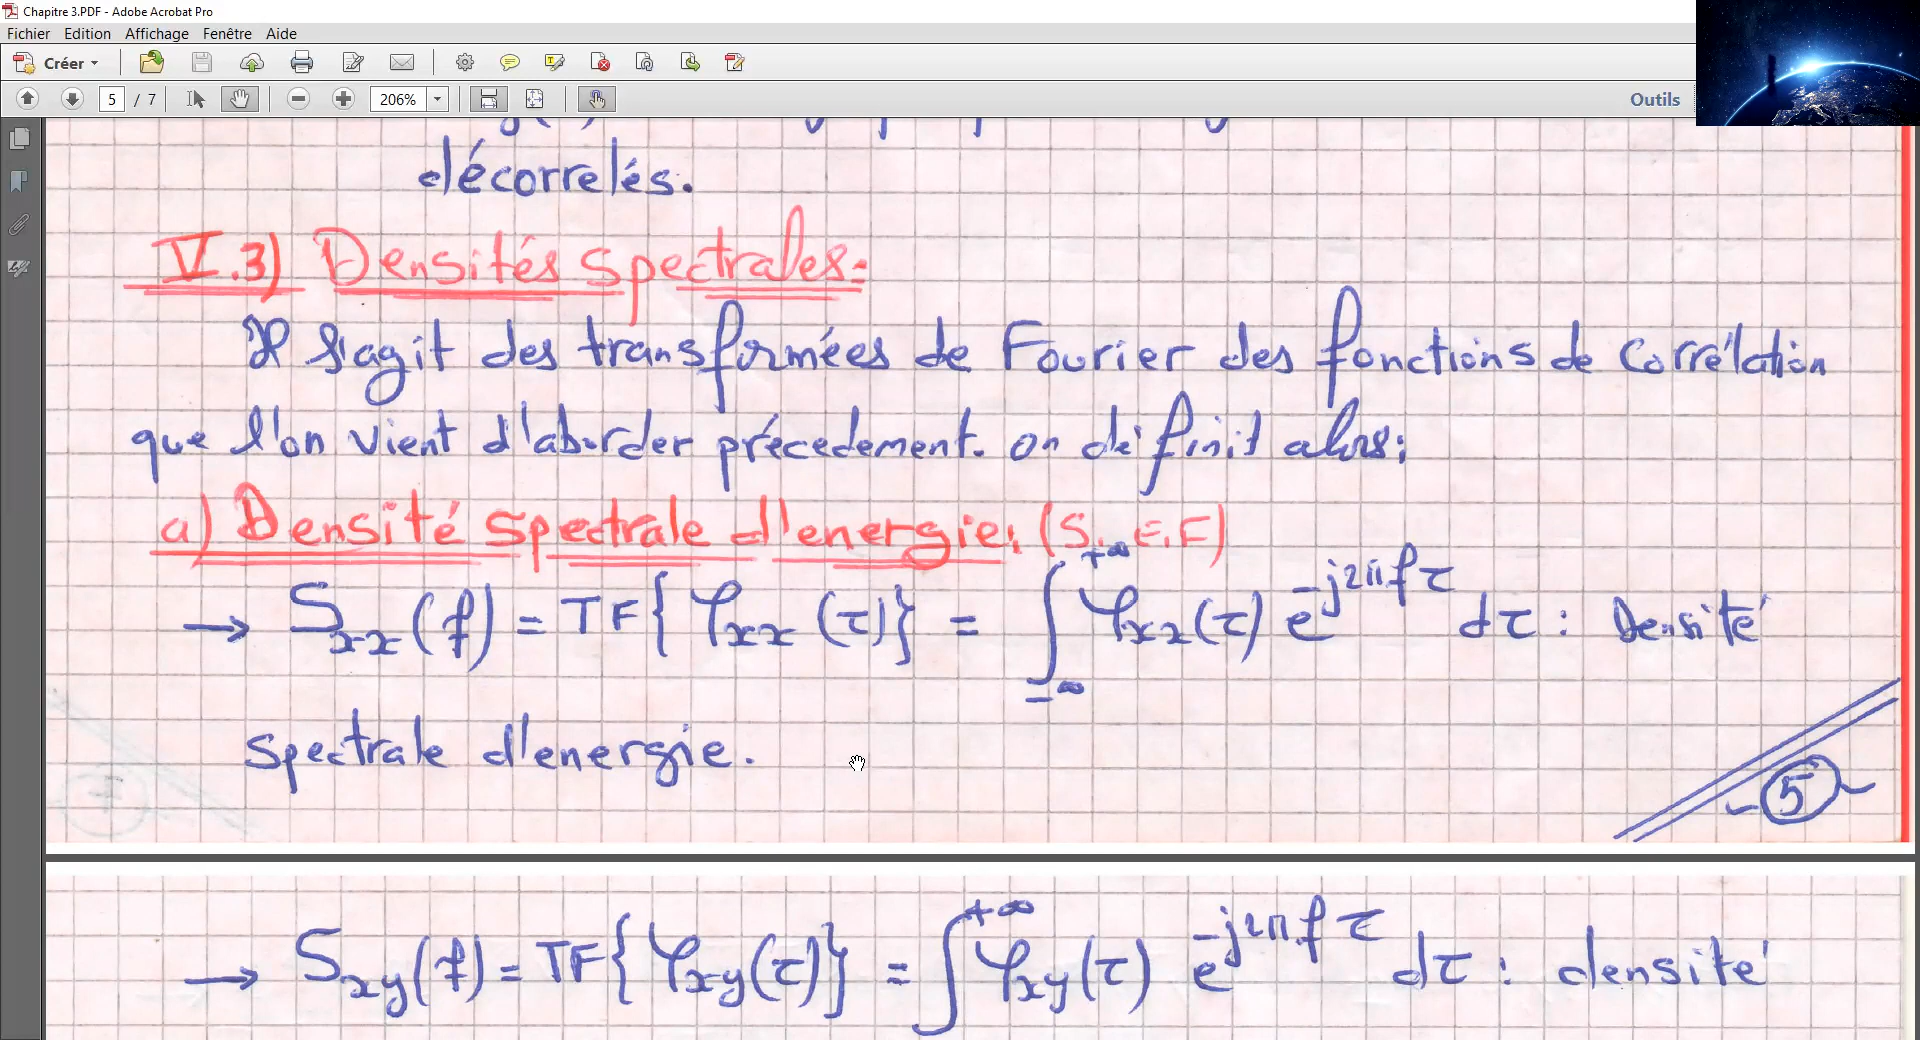 Chapitre 3.PDF - Adobe Acrobat Pro
Fichier Edition Affichage Fenêtre Aide
Créer
5 / 7 206% Outils
décorrelés.
V.3) Densités spectrales:
Il s'agit des transformées de Fourier des fonctions de Corrélation
que l'on vient d'aborder précedement. on définit alors:
a) Densité spectrale d'energie: (S.E.F)
→ Sxx(f) = TF{φxx(τ)} = ∫_{-∞}^{+∞} φxx(τ) e^{-j2πfτ} dτ : Densité
spectrale d'energie.
5
→ Sxy(f) = TF{φxy(τ)} = ∫^{+∞} φxy(τ) e^{-j2πfτ} dτ : densité